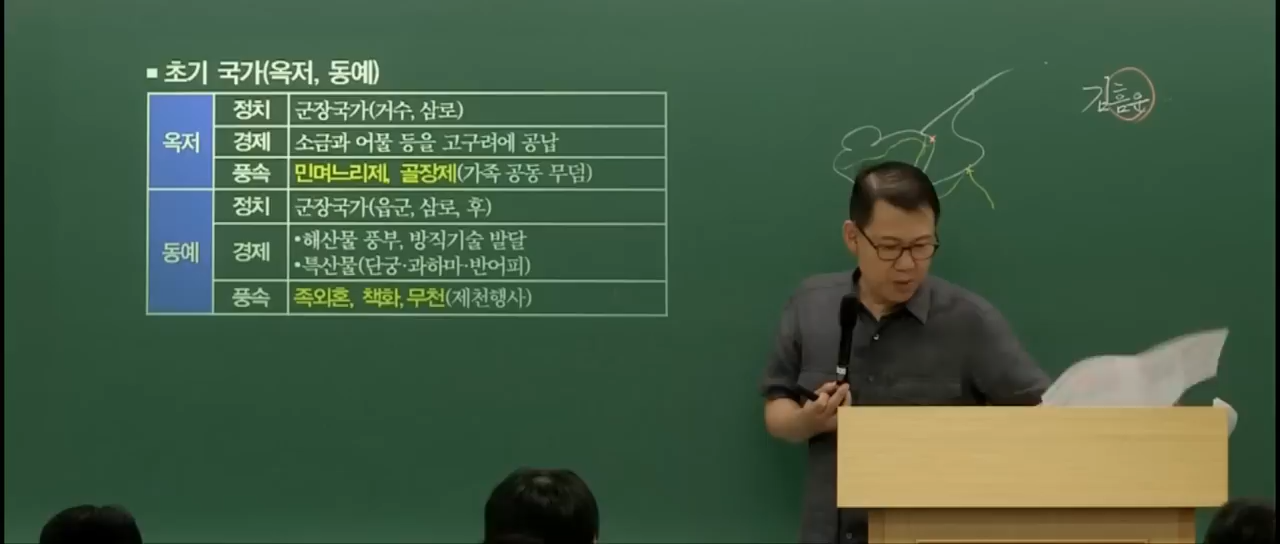 ▪ 초기 국가(옥저, 동예)
옥저
정치 군장국가(거수, 삼로)
경제 소금과 어물 등을 고구려에 공납
풍속 민며느리제, 골장제(가족 공동 무덤)
동예
정치 군장국가(읍군, 삼로, 후)
경제 •해산물 풍부, 방직기술 발달
•특산물(단궁·과하마·반어피)
풍속 족외혼, 책화, 무천(제천행사)
김흠운